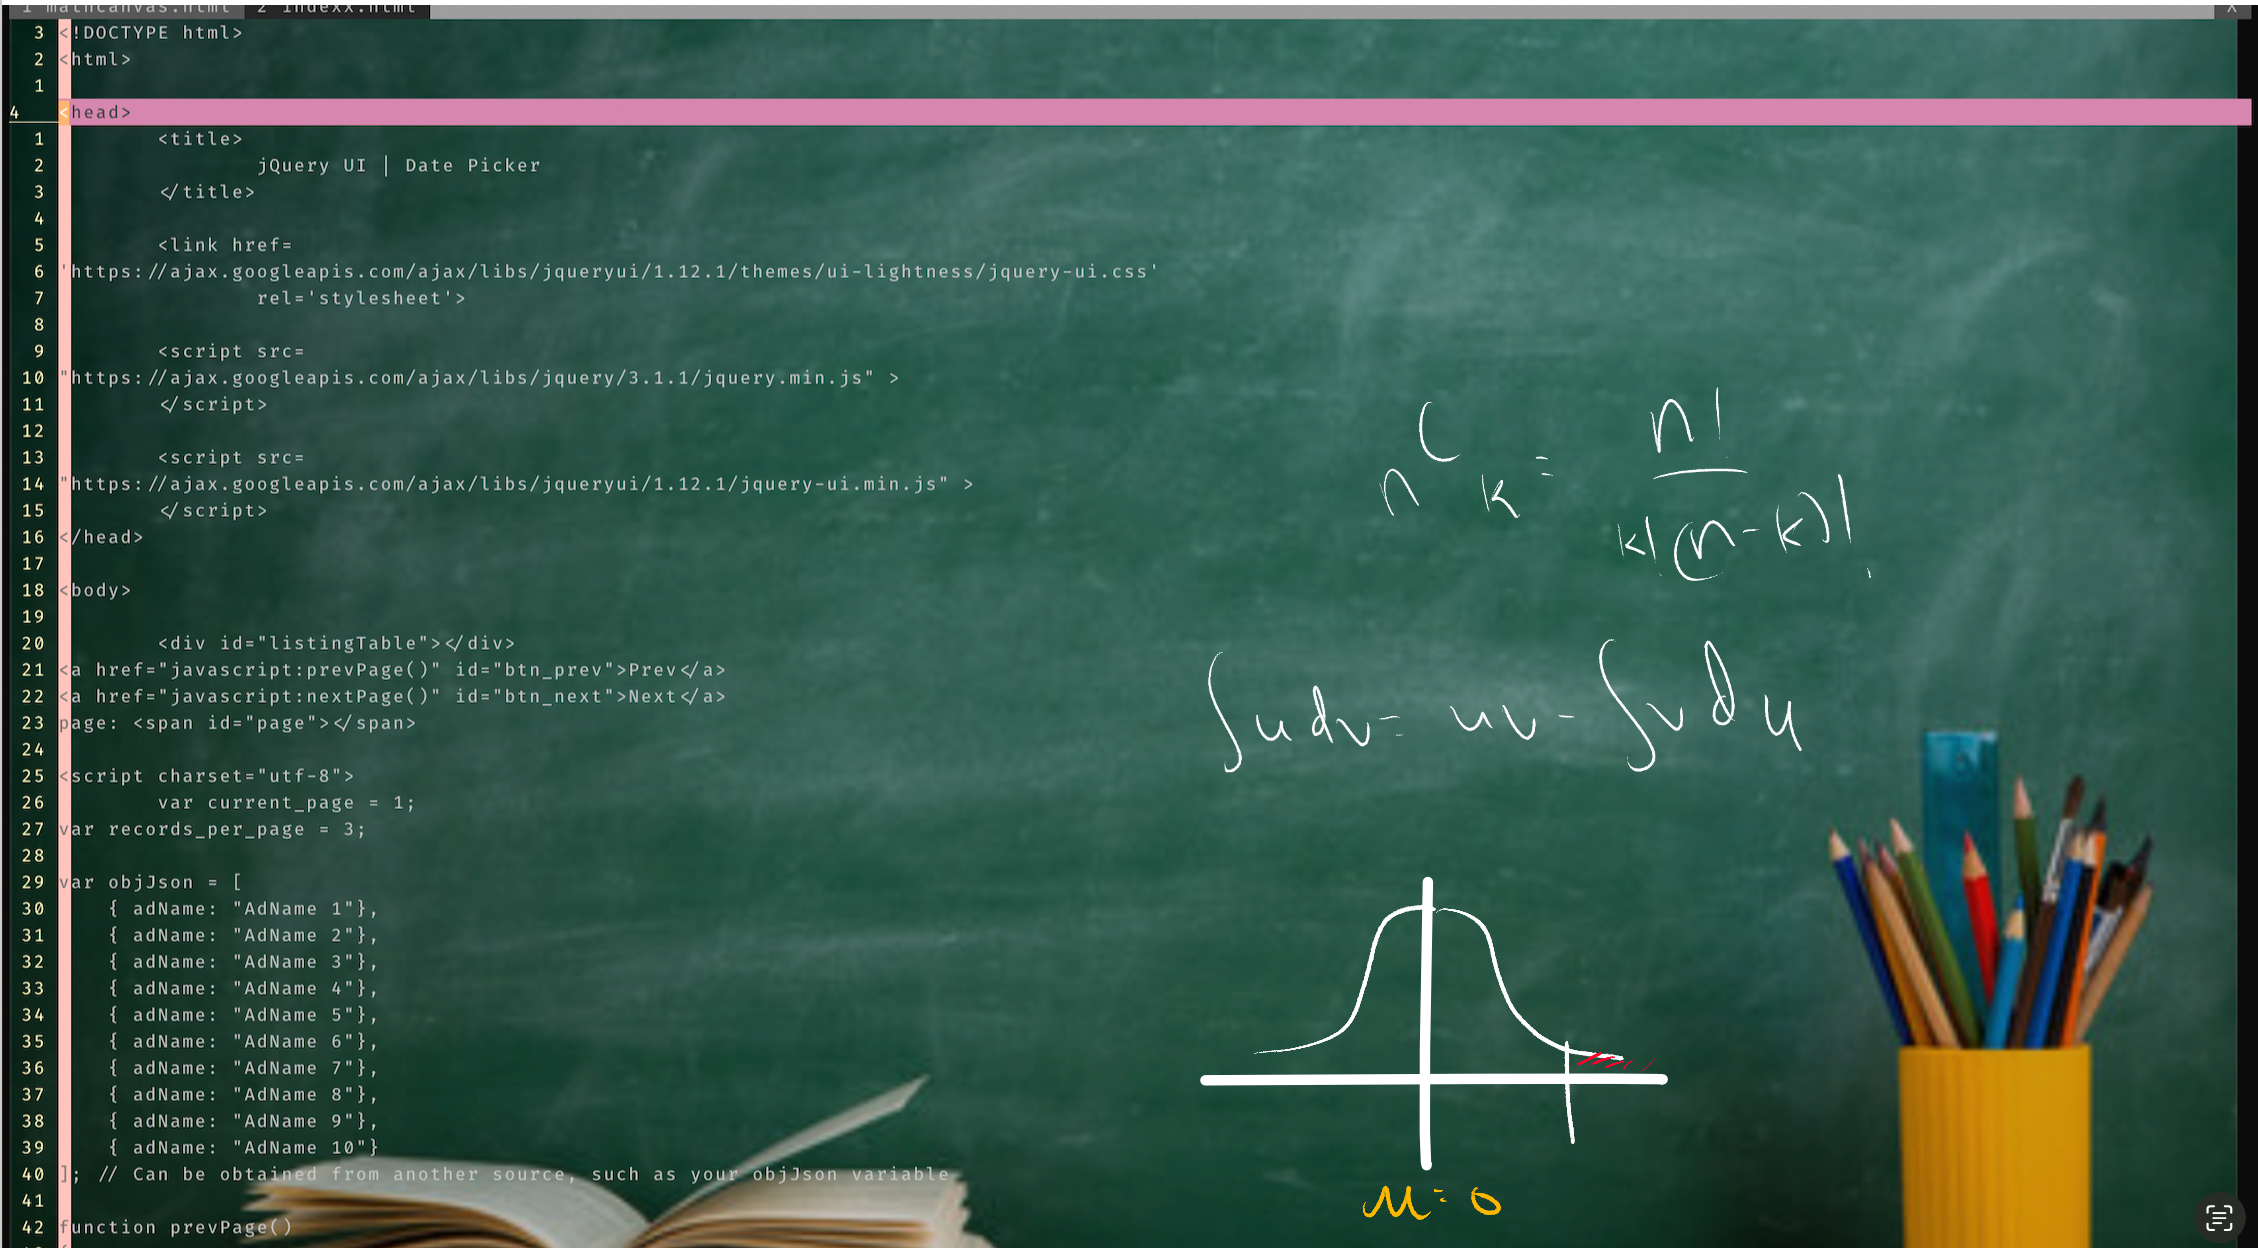 1 mathcanvas.html 2 indexx.html X
3 <!DOCTYPE html>
2 <html>
1
4 <head>
1 <title>
2 jQuery UI | Date Picker
3 </title>
4
5 <link href=
6 'https://ajax.googleapis.com/ajax/libs/jqueryui/1.12.1/themes/ui-lightness/jquery-ui.css'
7 rel='stylesheet'>
8
9 <script src=
10 "https://ajax.googleapis.com/ajax/libs/jquery/3.1.1/jquery.min.js" >
11 </script>
12
13 <script src=
14 "https://ajax.googleapis.com/ajax/libs/jqueryui/1.12.1/jquery-ui.min.js" >
15 </script>
16 </head>
17
18 <body>
19
20 <div id="listingTable"></div>
21 <a href="javascript:prevPage()" id="btn_prev">Prev</a>
22 <a href="javascript:nextPage()" id="btn_next">Next</a>
23 page: <span id="page"></span>
24
25 <script charset="utf-8">
26 var current_page = 1;
27 var records_per_page = 3;
28
29 var objJson = [
30 { adName: "AdName 1"},
31 { adName: "AdName 2"},
32 { adName: "AdName 3"},
33 { adName: "AdName 4"},
34 { adName: "AdName 5"},
35 { adName: "AdName 6"},
36 { adName: "AdName 7"},
37 { adName: "AdName 8"},
38 { adName: "AdName 9"},
39 { adName: "AdName 10"}
40 ]; // Can be obtained from another source, such as your objJson variable
41
42 function prevPage()
nCk = n! / k!(n-k)!
∫u dv = uv - ∫v du
μ = 0